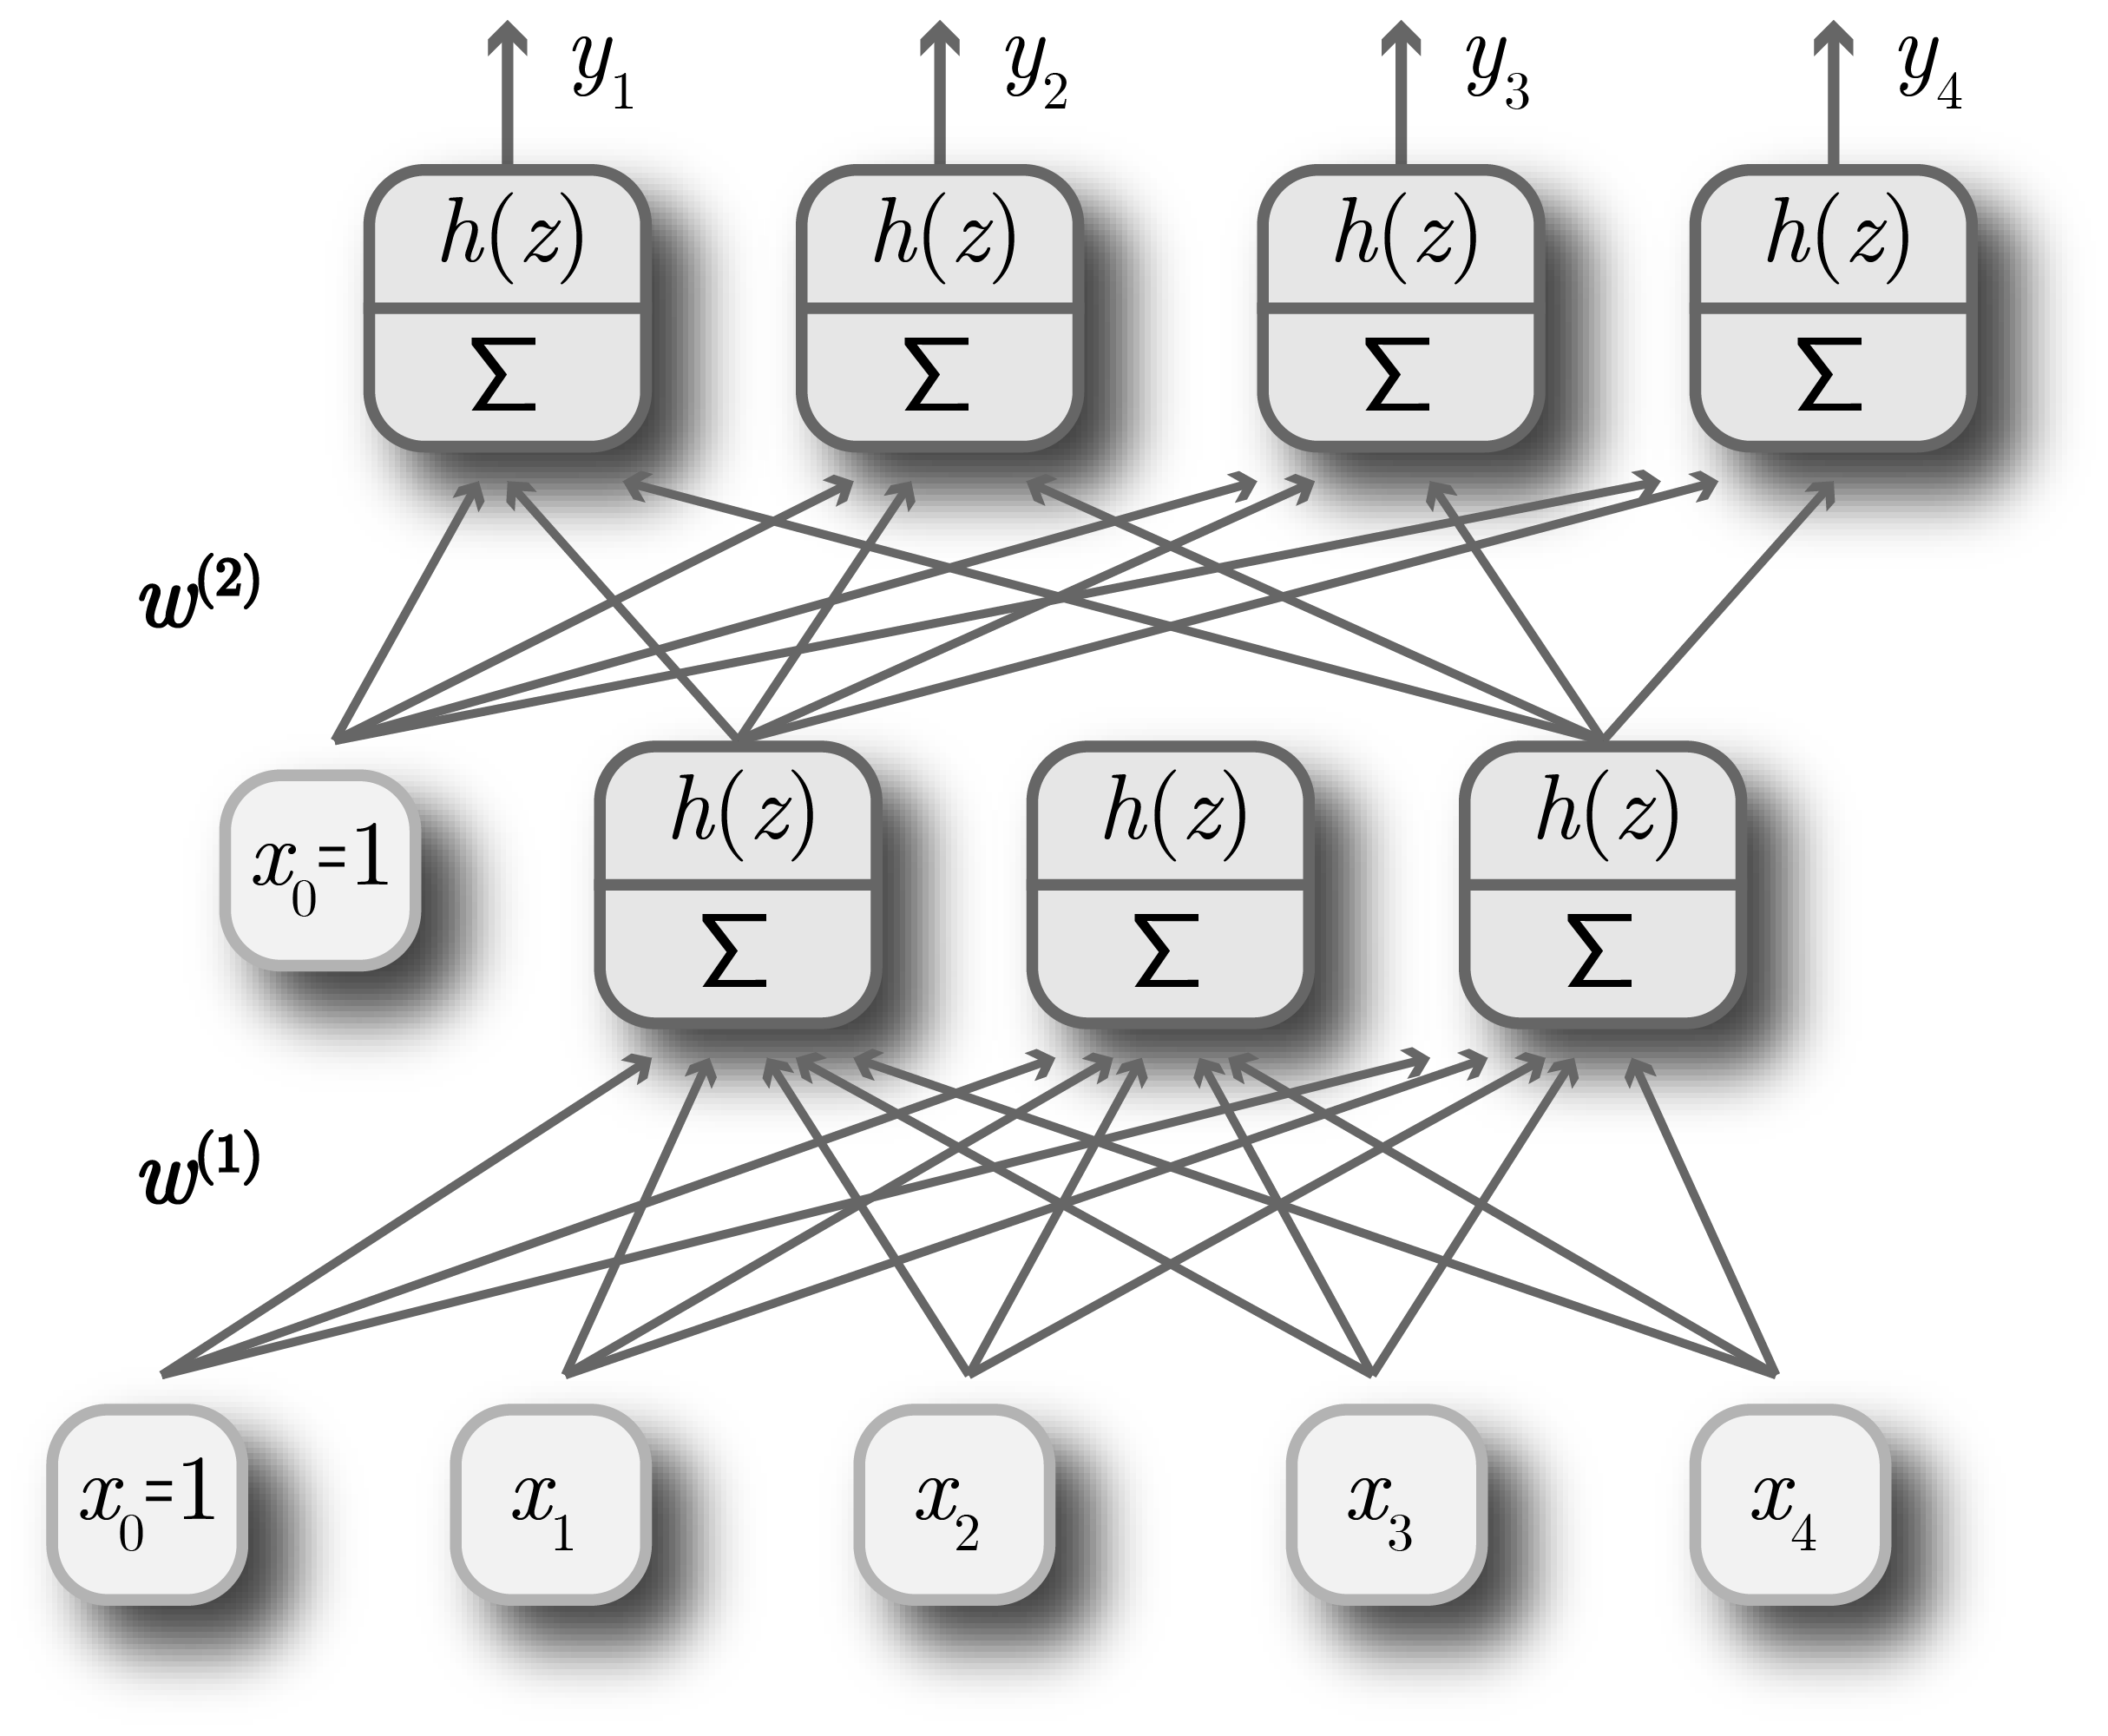 y1 y2 y3 y4
h(z) h(z) h(z) h(z)
Σ Σ Σ Σ
w(2)
h(z) h(z) h(z)
x0=1
Σ Σ Σ
w(1)
x0=1 x1 x2 x3 x4